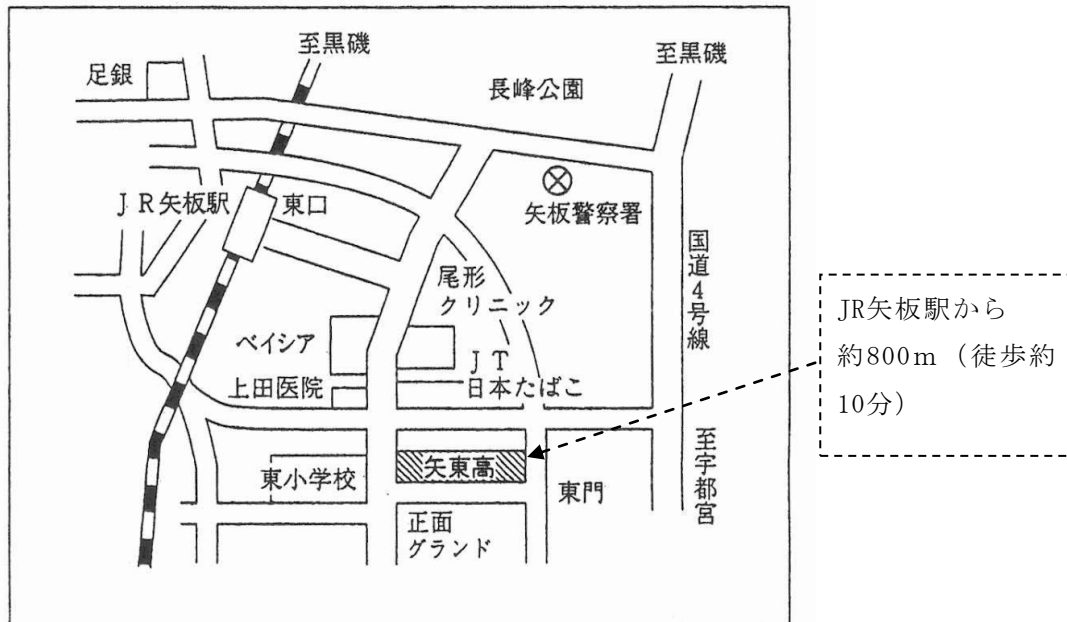 至黒磯
至黒磯
足銀
長峰公園
JR矢板駅
東口
矢板警察署
国道4号線
尾形
クリニック
ベイシア
JT
日本たばこ
上田医院
JR矢板駅から
約800m（徒歩約
10分）
矢東高
東小学校
東門
至宇都宮
正面
グランド